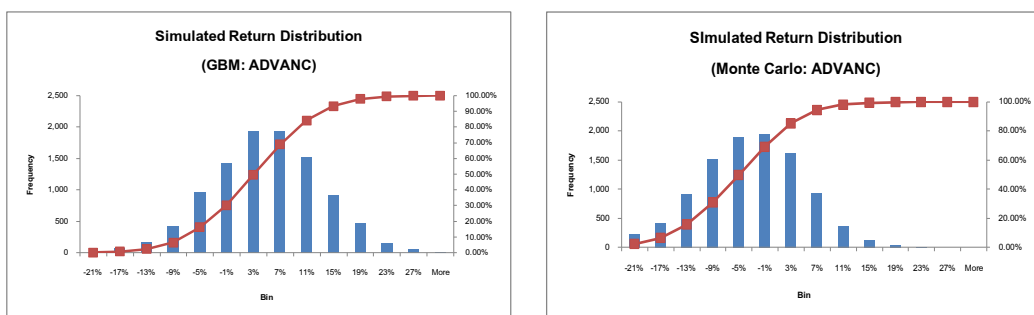 Simulated Return Distribution
(GBM: ADVANC)
2,500
2,000
1,500
1,000
500
0
Frequency
100.00%
90.00%
80.00%
70.00%
60.00%
50.00%
40.00%
30.00%
20.00%
10.00%
0.00%
-21% -17% -13% -9% -5% -1% 3% 7% 11% 15% 19% 23% 27% More
Bin
SImulated Return Distribution
(Monte Carlo: ADVANC)
2,500
2,000
1,500
1,000
500
0
Frequency
100.00%
80.00%
60.00%
40.00%
20.00%
0.00%
-21% -17% -13% -9% -5% -1% 3% 7% 11% 15% 19% 23% 27% More
Bin